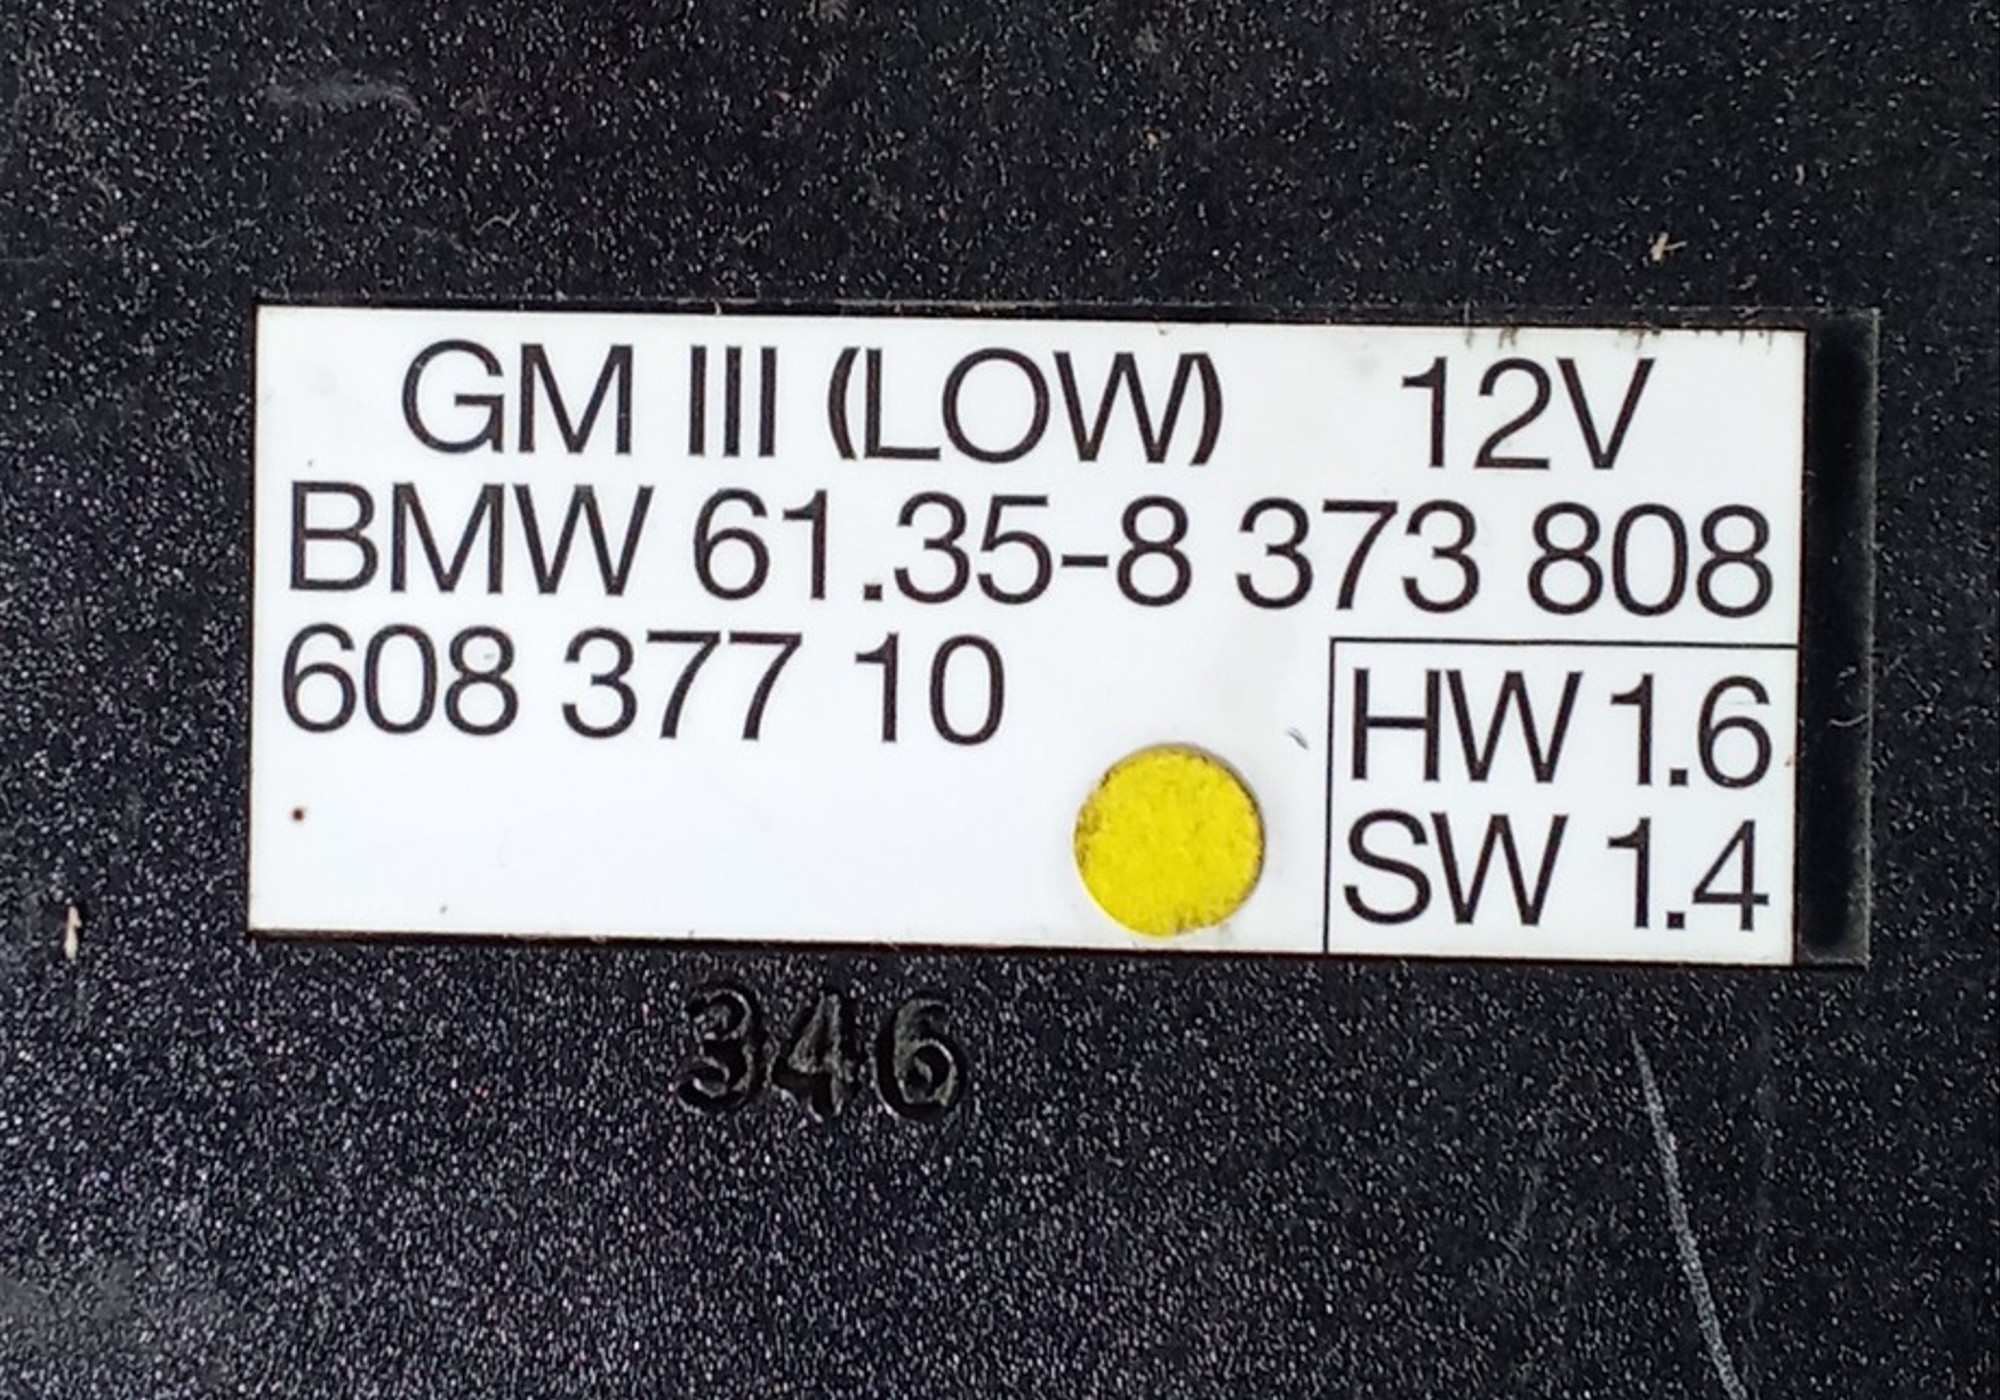 GM III (LOW) 12V
BMW 61.35-8 373 808
608 377 10
HW 1.6
SW 1.4
346